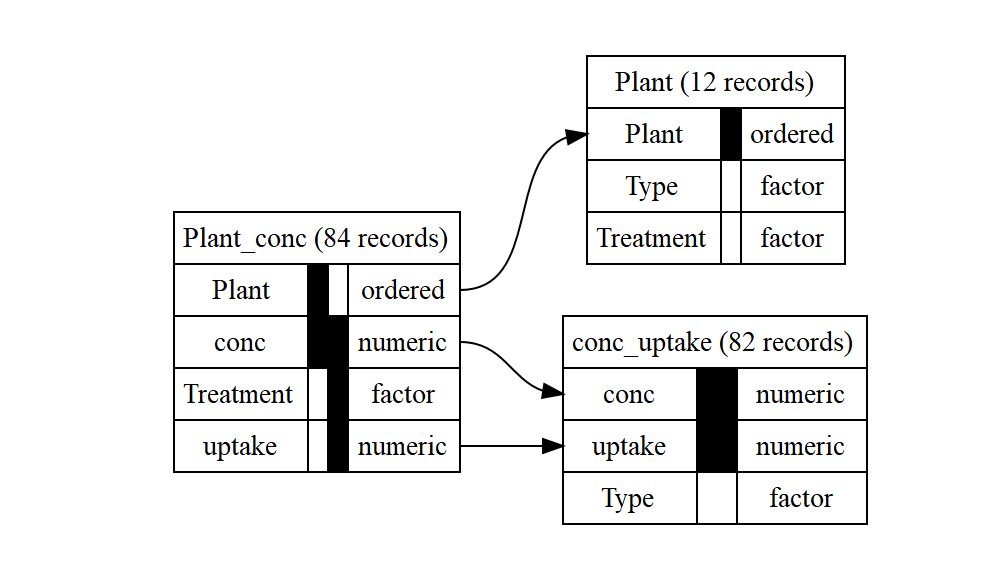 Plant (12 records)
Plant ordered
Type factor
Treatment factor
Plant_conc (84 records)
Plant ordered
conc numeric
Treatment factor
uptake numeric
conc_uptake (82 records)
conc numeric
uptake numeric
Type factor